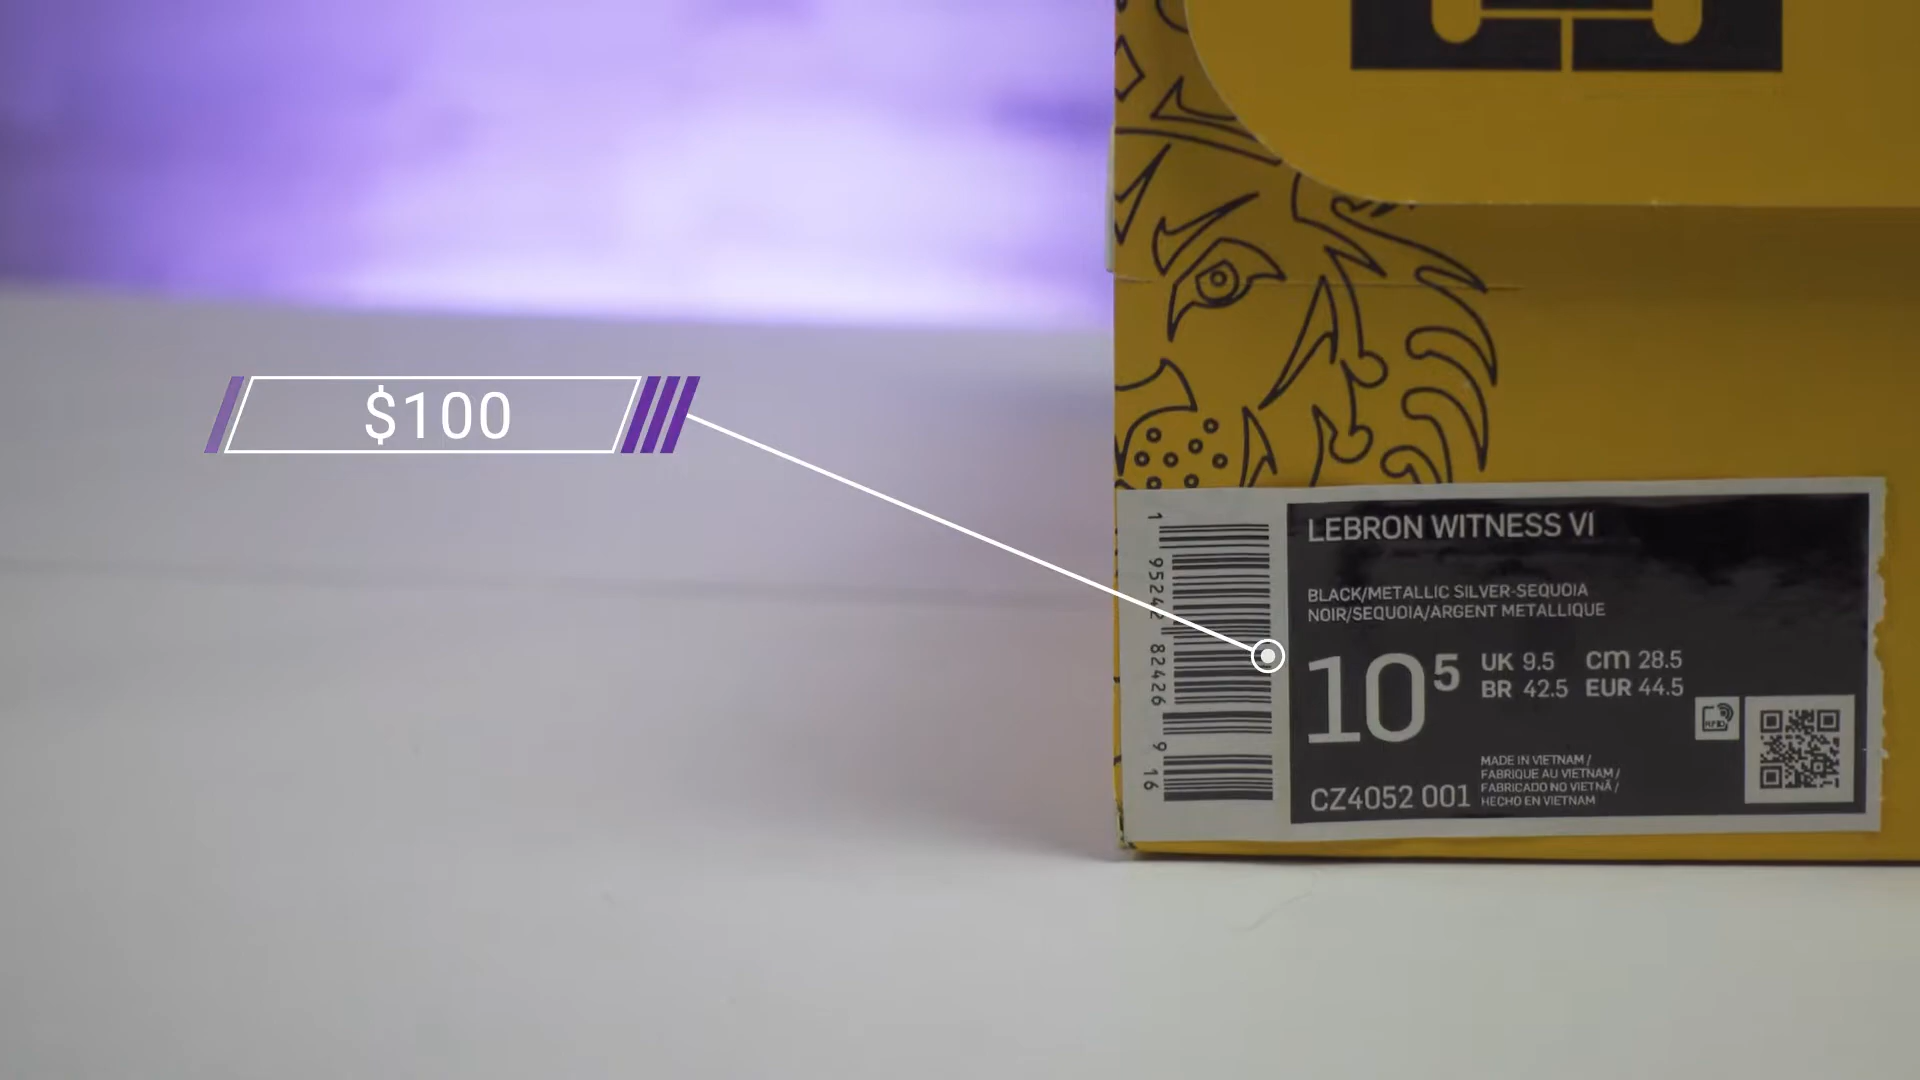 $100
LEBRON WITNESS VI
BLACK/METALLIC SILVER-SEQUOIA
NOIR/SEQUOIA/ARGENT METALLIQUE
10 5
UK 9.5 cm 28.5
BR 42.5 EUR 44.5
CZ4052 001
MADE IN VIETNAM /
FABRIQUE AU VIETNAM /
FABRICADO NO VIETNÃ /
HECHO EN VIETNAM
1 95242 82426 9 16